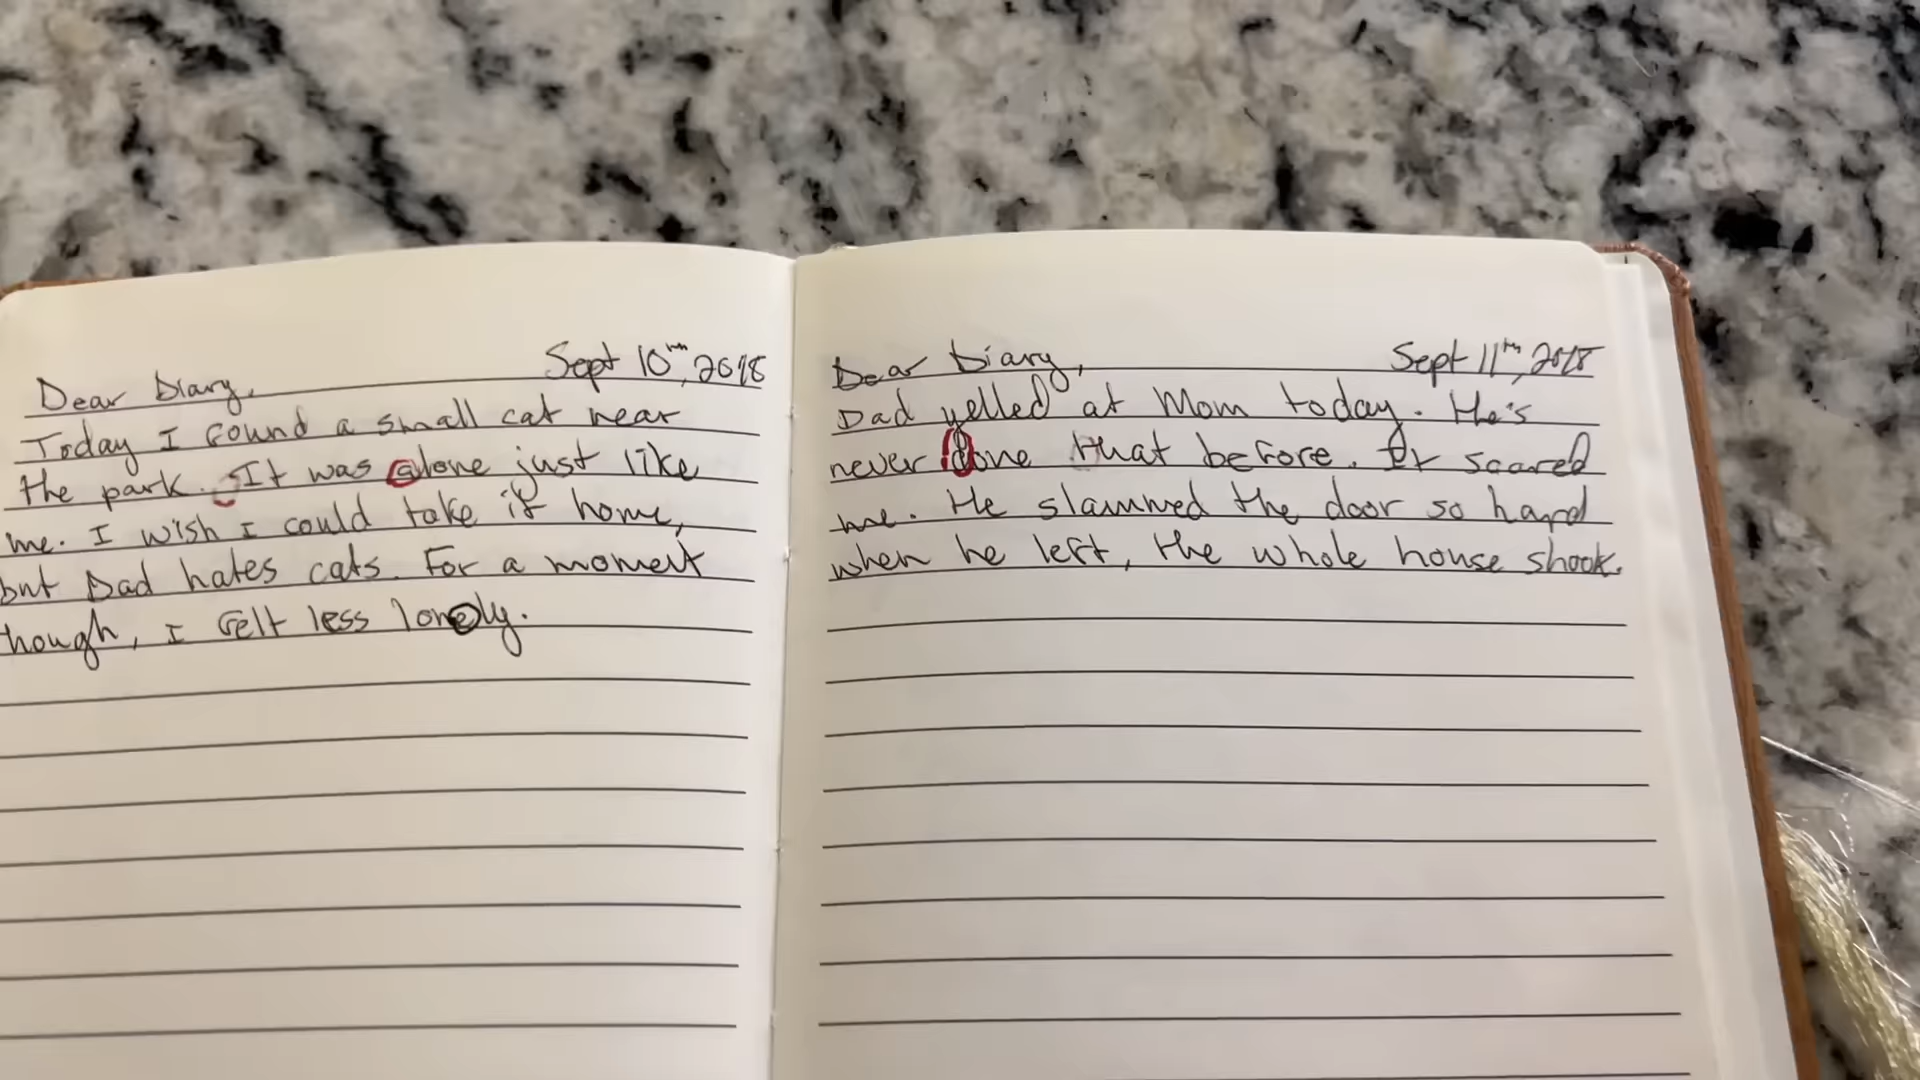 Dear Diary,
Sept 10th, 2018
Today I found a small cat near
the park. It was alone just like
me. I wish I could take it home,
but Dad hates cats. For a moment
though, I felt less lonely.
Dear Diary,
Sept 11th, 2018
Dad yelled at Mom today. He's
never done that before. It scared
me. He slammed the door so hard
when he left, the whole house shook.